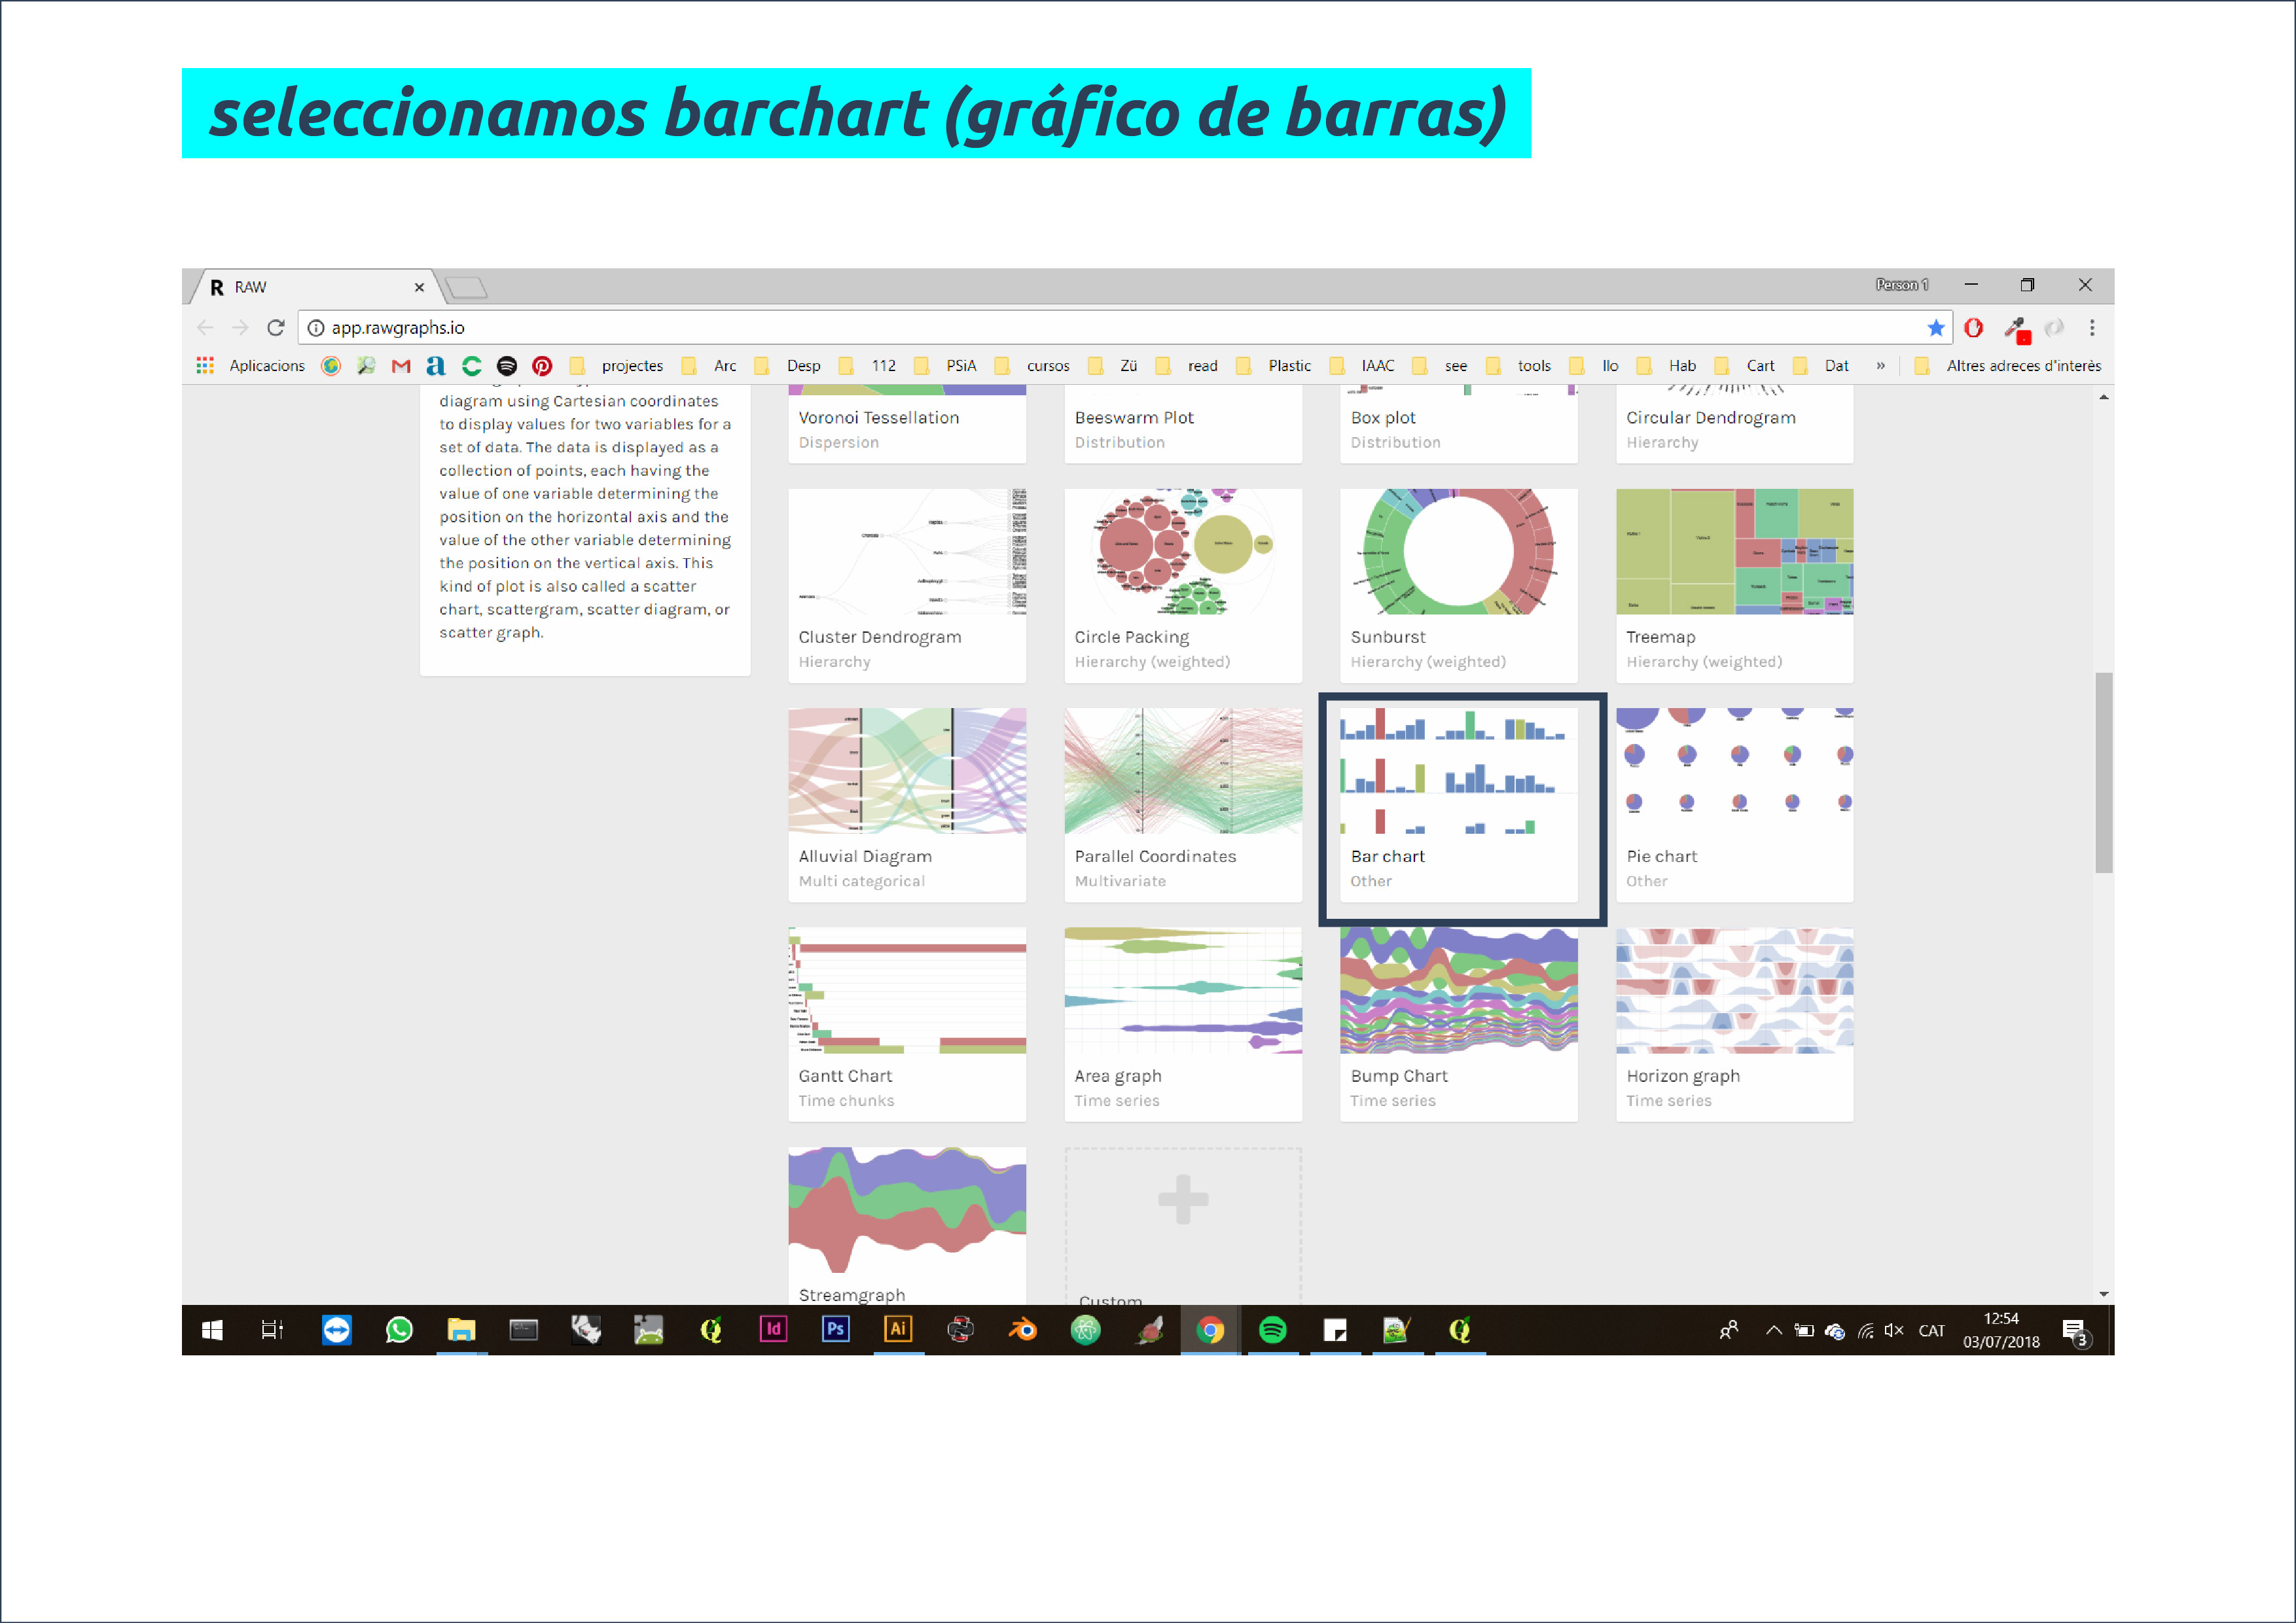 seleccionamos barchart (gráfico de barras)
R RAW
Person 1
app.rawgraphs.io
Aplicacions projectes Arc Desp 112 PSiA cursos Zü read Plastic IAAC see tools Ilo Hab Cart Dat » Altres adreces d'interès
diagram using Cartesian coordinates
to display values for two variables for a
set of data. The data is displayed as a
collection of points, each having the
value of one variable determining the
position on the horizontal axis and the
value of the other variable determining
the position on the vertical axis. This
kind of plot is also called a scatter
chart, scattergram, scatter diagram, or
scatter graph.
Voronoi Tessellation
Dispersion
Beeswarm Plot
Distribution
Box plot
Distribution
Circular Dendrogram
Hierarchy
Cluster Dendrogram
Hierarchy
Circle Packing
Hierarchy (weighted)
Sunburst
Hierarchy (weighted)
Treemap
Hierarchy (weighted)
Alluvial Diagram
Multi categorical
Parallel Coordinates
Multivariate
Bar chart
Other
Pie chart
Other
Gantt Chart
Time chunks
Area graph
Time series
Bump Chart
Time series
Horizon graph
Time series
Streamgraph
Custom
Id Ps Ai
CAT
12:54
03/07/2018
3